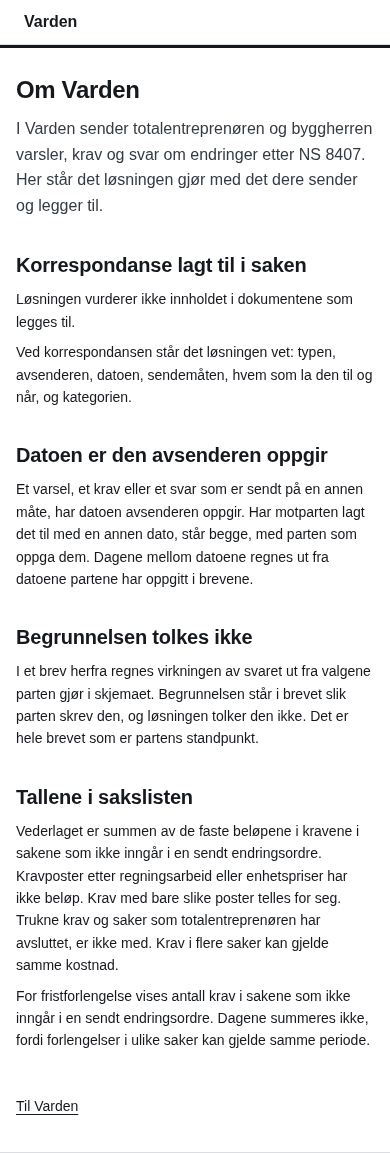 Varden
Om Varden
I Varden sender totalentreprenøren og byggherren
varsler, krav og svar om endringer etter NS 8407.
Her står det løsningen gjør med det dere sender
og legger til.
Korrespondanse lagt til i saken
Løsningen vurderer ikke innholdet i dokumentene som
legges til.
Ved korrespondansen står det løsningen vet: typen,
avsenderen, datoen, sendemåten, hvem som la den til og
når, og kategorien.
Datoen er den avsenderen oppgir
Et varsel, et krav eller et svar som er sendt på en annen
måte, har datoen avsenderen oppgir. Har motparten lagt
det til med en annen dato, står begge, med parten som
oppga dem. Dagene mellom datoene regnes ut fra
datoene partene har oppgitt i brevene.
Begrunnelsen tolkes ikke
I et brev herfra regnes virkningen av svaret ut fra valgene
parten gjør i skjemaet. Begrunnelsen står i brevet slik
parten skrev den, og løsningen tolker den ikke. Det er
hele brevet som er partens standpunkt.
Tallene i sakslisten
Vederlaget er summen av de faste beløpene i kravene i
sakene som ikke inngår i en sendt endringsordre.
Kravposter etter regningsarbeid eller enhetspriser har
ikke beløp. Krav med bare slike poster telles for seg.
Trukne krav og saker som totalentreprenøren har
avsluttet, er ikke med. Krav i flere saker kan gjelde
samme kostnad.
For fristforlengelse vises antall krav i sakene som ikke
inngår i en sendt endringsordre. Dagene summeres ikke,
fordi forlengelser i ulike saker kan gjelde samme periode.
Til Varden